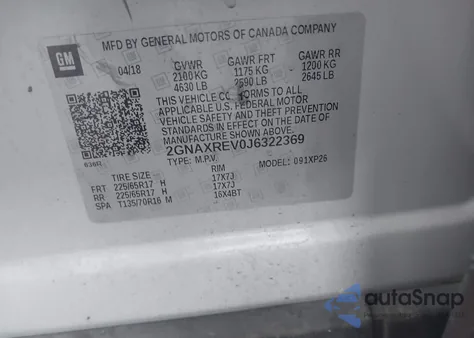 GM
MFD BY GENERAL MOTORS OF CANADA COMPANY
04/18 GVWR GAWR FRT GAWR RR
2100 KG 1175 KG 1200 KG
4630 LB 2590 LB 2645 LB
THIS VEHICLE CONFORMS TO ALL
APPLICABLE U.S. FEDERAL MOTOR
VEHICLE SAFETY AND THEFT PREVENTION
STANDARDS IN EFFECT ON THE DATE OF
MANUFACTURE SHOWN ABOVE.
2GNAXREV0J6322369
TYPE: M.P.V. MODEL: 091XP26
TIRE SIZE RIM
FRT 225/65R17 H 17X7J
RR 225/65R17 H 17X7J
SPA T135/70R16 M 16X4BT
autoSnap